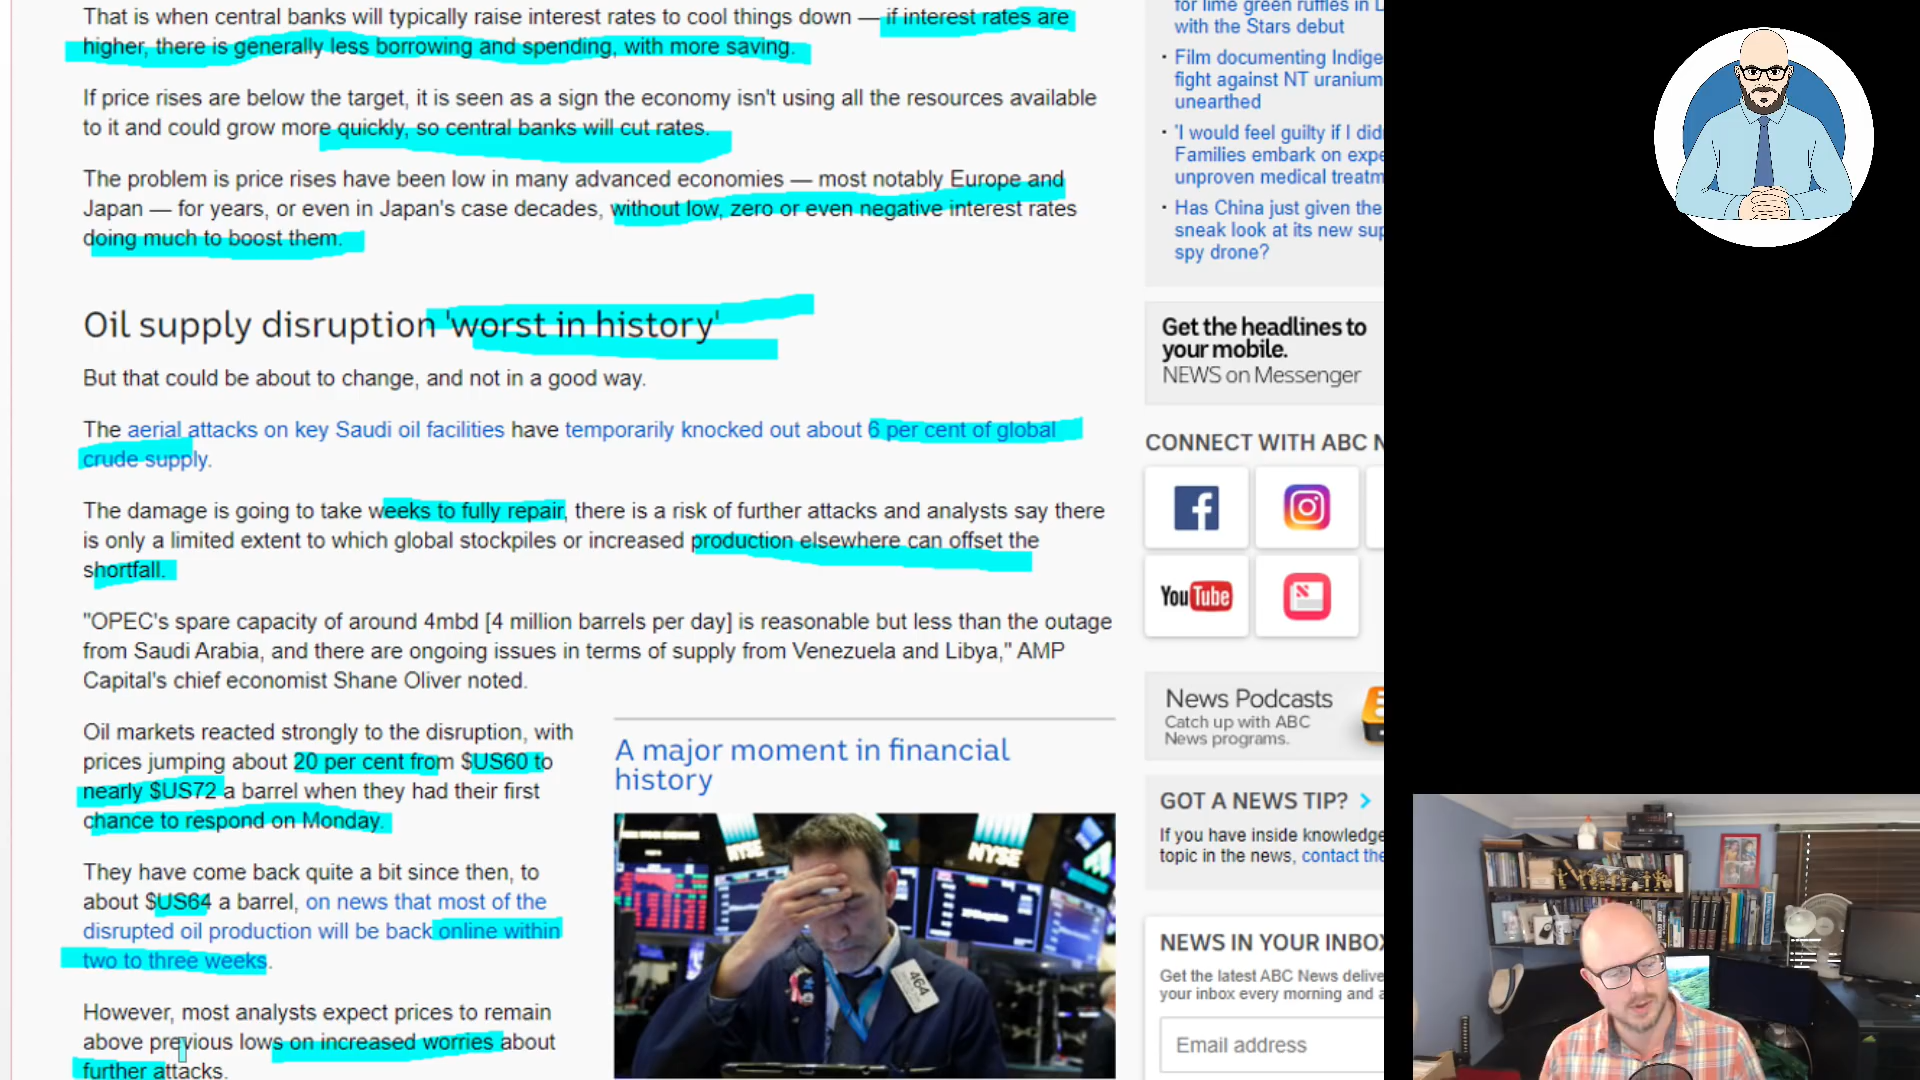 That is when central banks will typically raise interest rates to cool things down — if interest rates are
higher, there is generally less borrowing and spending, with more saving.
If price rises are below the target, it is seen as a sign the economy isn't using all the resources available
to it and could grow more quickly, so central banks will cut rates.
The problem is price rises have been low in many advanced economies — most notably Europe and
Japan — for years, or even in Japan's case decades, without low, zero or even negative interest rates
doing much to boost them.
Oil supply disruption 'worst in history'
But that could be about to change, and not in a good way.
The aerial attacks on key Saudi oil facilities have temporarily knocked out about 6 per cent of global
crude supply.
The damage is going to take weeks to fully repair, there is a risk of further attacks and analysts say there
is only a limited extent to which global stockpiles or increased production elsewhere can offset the
shortfall.
"OPEC's spare capacity of around 4mbd [4 million barrels per day] is reasonable but less than the outage
from Saudi Arabia, and there are ongoing issues in terms of supply from Venezuela and Libya," AMP
Capital's chief economist Shane Oliver noted.
Oil markets reacted strongly to the disruption, with
prices jumping about 20 per cent from $US60 to
nearly $US72 a barrel when they had their first
chance to respond on Monday.
They have come back quite a bit since then, to
about $US64 a barrel, on news that most of the
disrupted oil production will be back online within
two to three weeks.
However, most analysts expect prices to remain
above previous lows on increased worries about
further attacks.
A major moment in financial
history
NYSE
NYSE
464
for lime green ruffles in
with the Stars debut
Film documenting Indige
fight against NT uranium
unearthed
'I would feel guilty if I did
Families embark on expe
unproven medical treatm
Has China just given the
sneak look at its new sup
spy drone?
Get the headlines to
your mobile.
NEWS on Messenger
CONNECT WITH ABC N
YouTube
News Podcasts
Catch up with ABC
News programs.
GOT A NEWS TIP?
If you have inside knowledge
topic in the news, contact the
NEWS IN YOUR INBOX
Get the latest ABC News delive
your inbox every morning and a
Email address